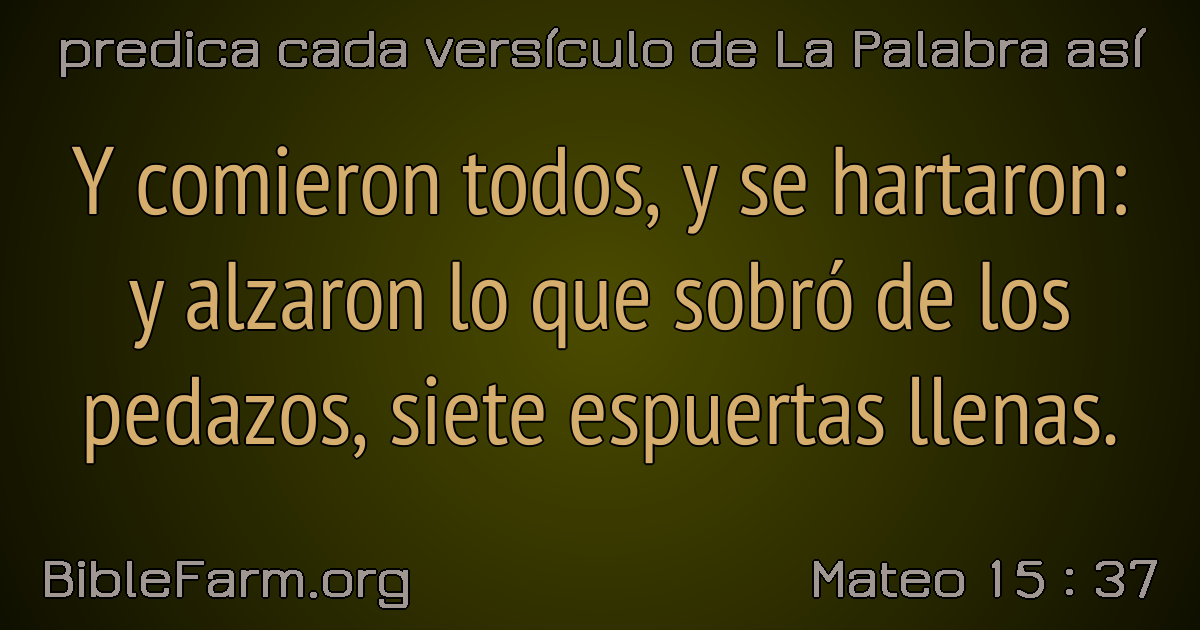 predica cada versículo de La Palabra así
Y comieron todos, y se hartaron:
y alzaron lo que sobró de los
pedazos, siete espuertas llenas.
BibleFarm.org
Mateo 15 : 37